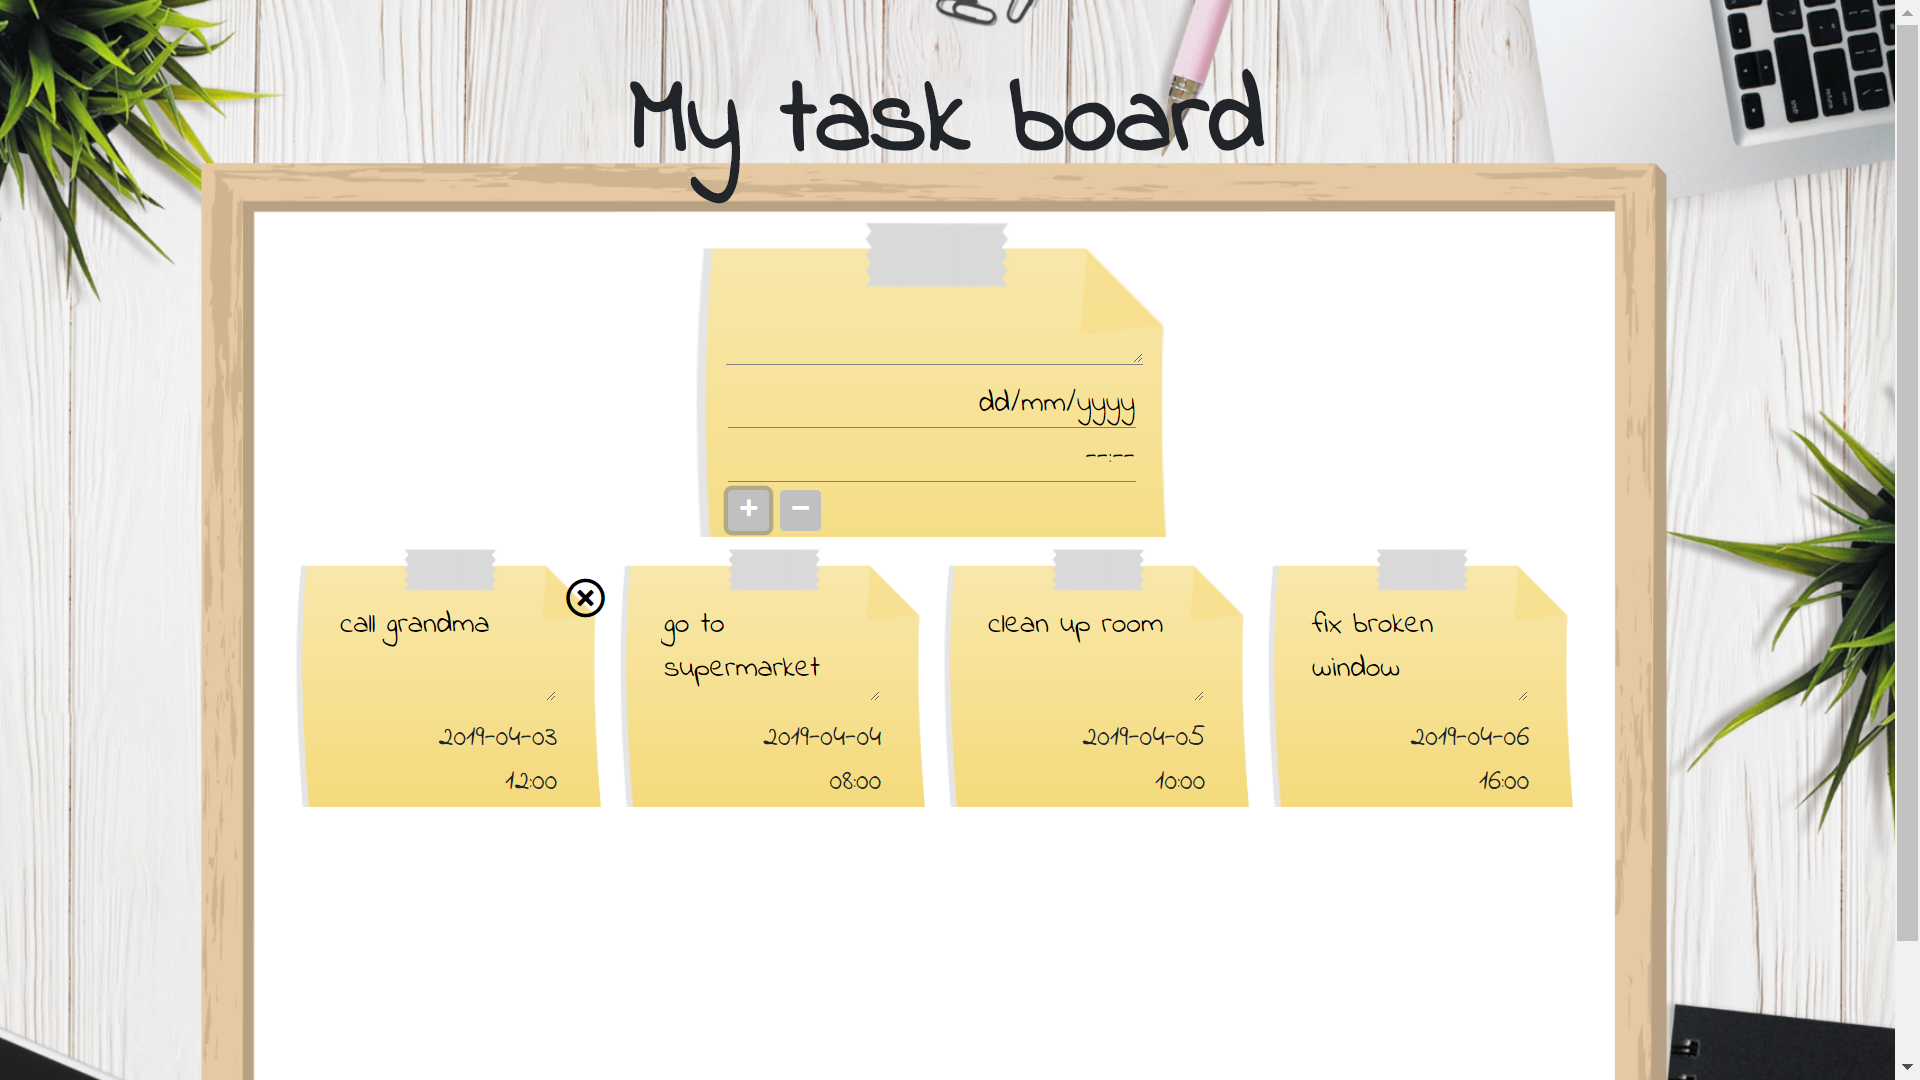 My task board
dd/mm/yyyy
--:--
+ −
call grandma
2019-04-03
12:00
go to
supermarket
2019-04-04
08:00
clean up room
2019-04-05
10:00
fix broken
window
2019-04-06
16:00